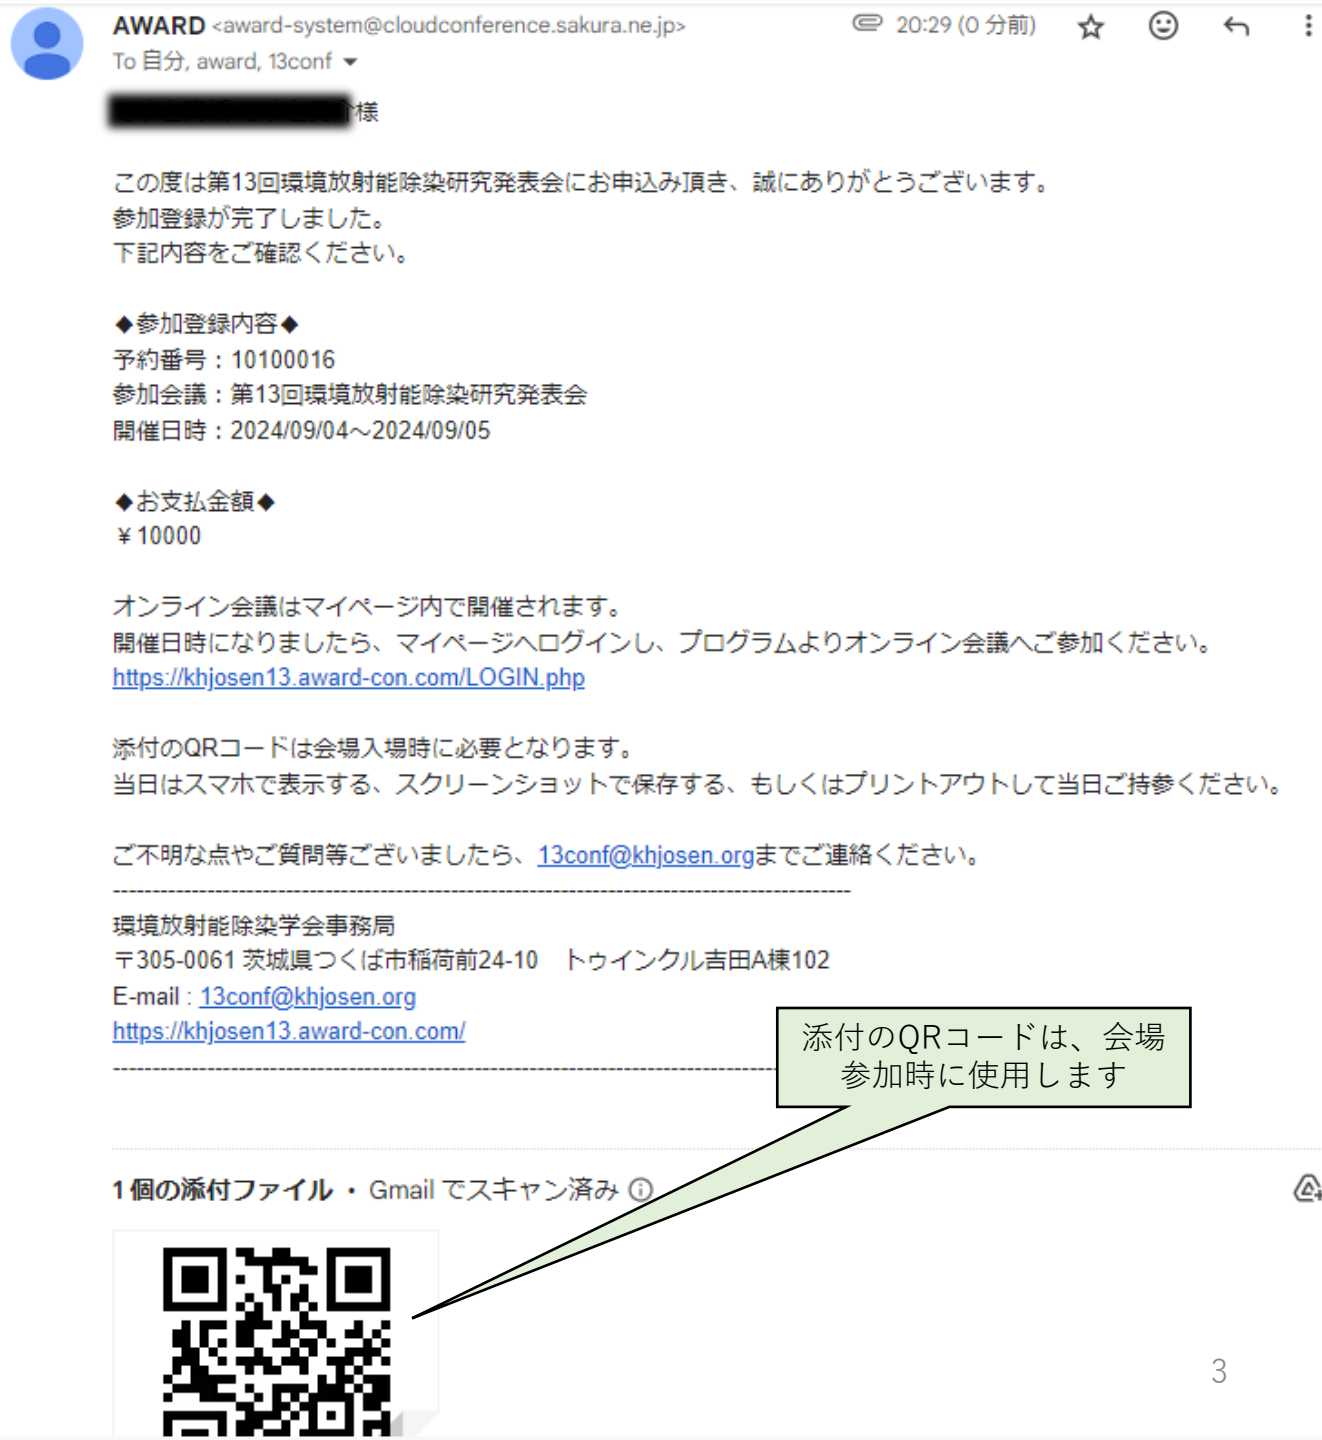 AWARD <award-system@cloudconference.sakura.ne.jp> 20:29 (0 分前)
To 自分, award, 13conf
様
この度は第13回環境放射能除染研究発表会にお申込み頂き、誠にありがとうございます。
参加登録が完了しました。
下記内容をご確認ください。
◆参加登録内容◆
予約番号：10100016
参加会議：第13回環境放射能除染研究発表会
開催日時：2024/09/04～2024/09/05
◆お支払金額◆
￥10000
オンライン会議はマイページ内で開催されます。
開催日時になりましたら、マイページへログインし、プログラムよりオンライン会議へご参加ください。
https://khjosen13.award-con.com/LOGIN.php
添付のQRコードは会場入場時に必要となります。
当日はスマホで表示する、スクリーンショットで保存する、もしくはプリントアウトして当日ご持参ください。
ご不明な点やご質問等ございましたら、13conf@khjosen.orgまでご連絡ください。
環境放射能除染学会事務局
〒305-0061 茨城県つくば市稲荷前24-10　トゥインクル吉田A棟102
E-mail : 13conf@khjosen.org
https://khjosen13.award-con.com/
添付のQRコードは、会場
参加時に使用します
1 個の添付ファイル・Gmail でスキャン済み
3